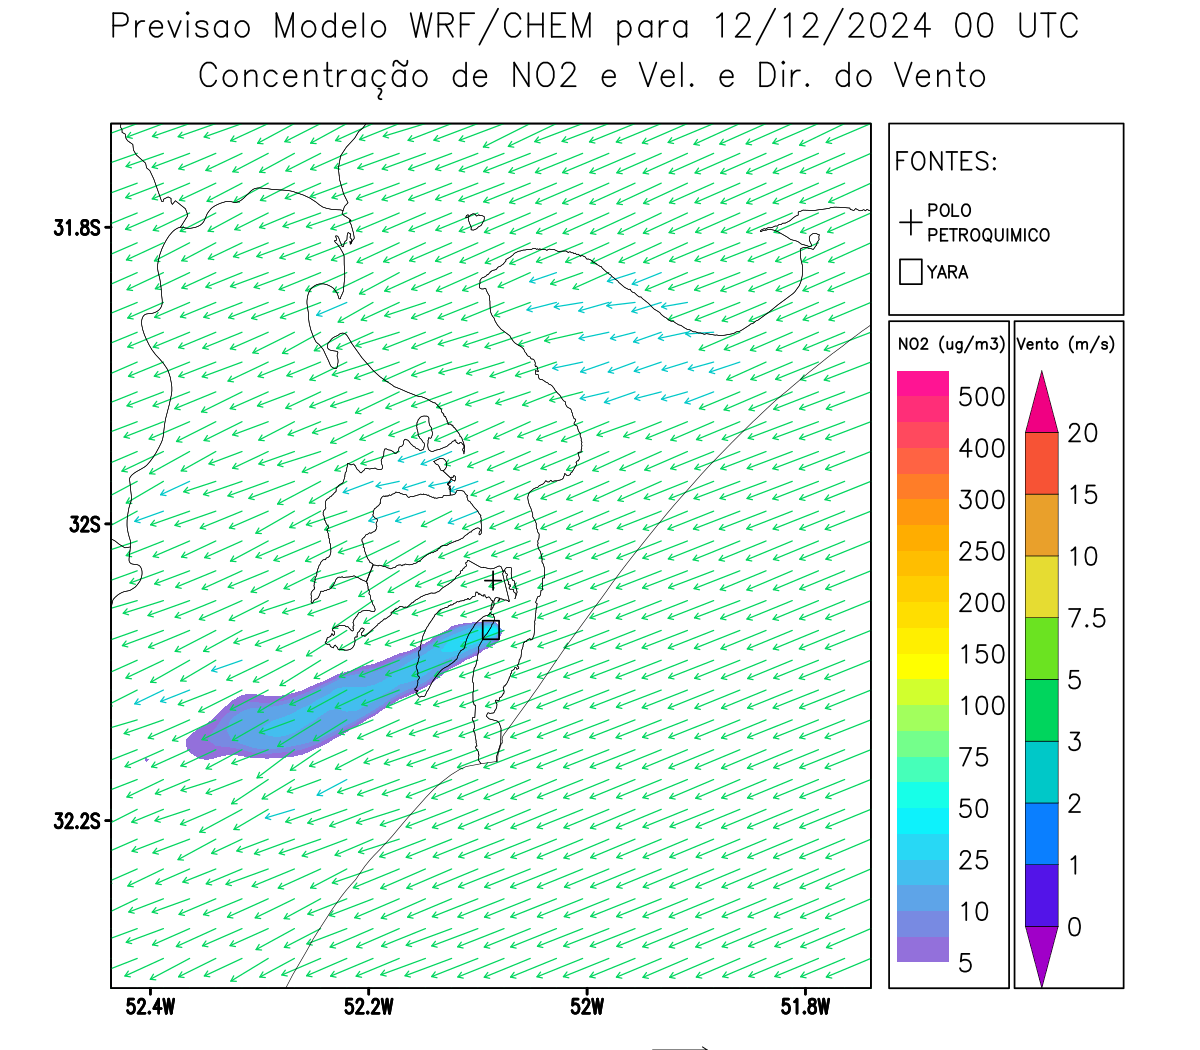 Previsao Modelo WRF/CHEM para 12/12/2024 00 UTC
Concentração de NO2 e Vel. e Dir. do Vento
FONTES:
POLO
PETROQUIMICO
YARA
NO2 (ug/m3)
500
400
300
250
200
150
100
75
50
25
10
5
Vento (m/s)
20
15
10
7.5
5
3
2
1
0
31.8S
32S
32.2S
52.4W
52.2W
52W
51.8W